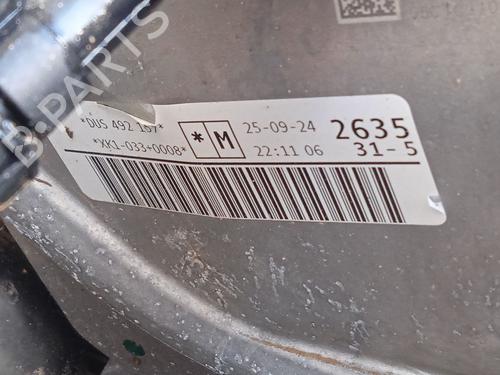 B-PARTS
*DUS 492 167*
*XK1-033+0008*
* M
25-09-24
22:11 06
2635
31-5